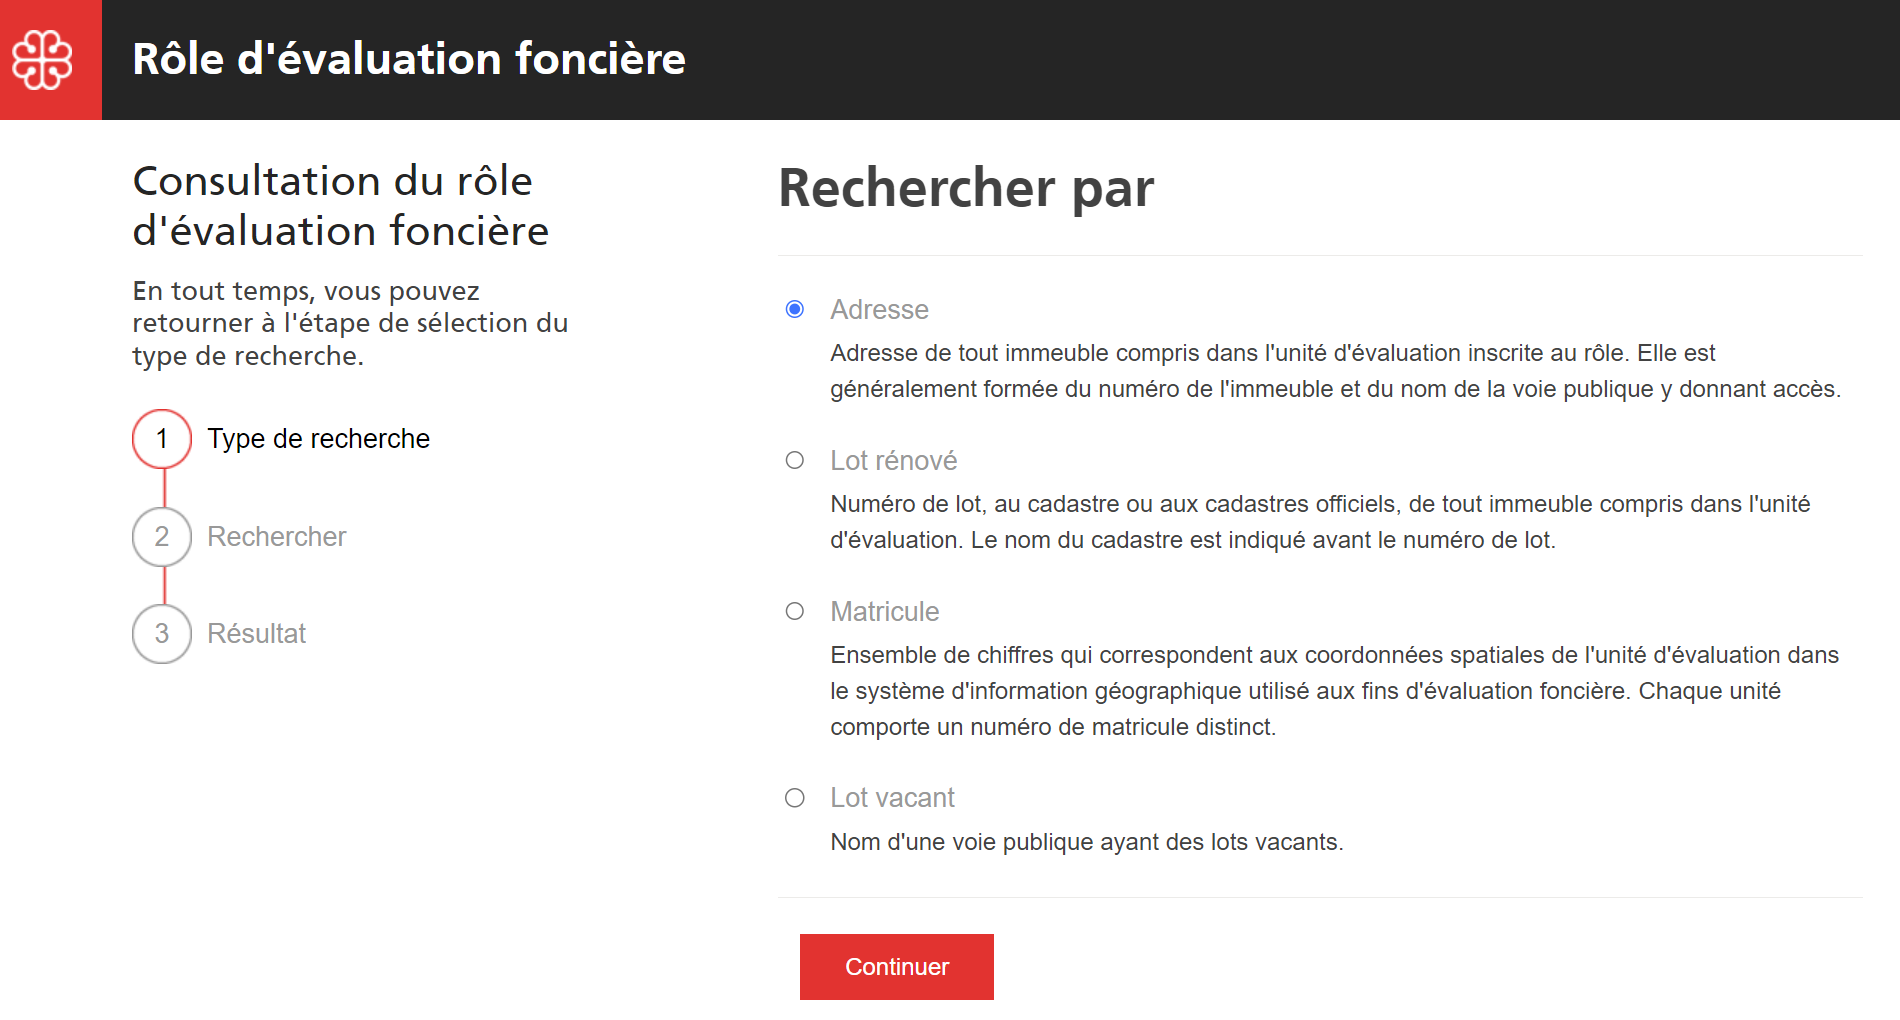 Rôle d'évaluation foncière
Consultation du rôle
d'évaluation foncière
En tout temps, vous pouvez
retourner à l'étape de sélection du
type de recherche.
1 Type de recherche
2 Rechercher
3 Résultat
Rechercher par
Adresse
Adresse de tout immeuble compris dans l'unité d'évaluation inscrite au rôle. Elle est
généralement formée du numéro de l'immeuble et du nom de la voie publique y donnant accès.
Lot rénové
Numéro de lot, au cadastre ou aux cadastres officiels, de tout immeuble compris dans l'unité
d'évaluation. Le nom du cadastre est indiqué avant le numéro de lot.
Matricule
Ensemble de chiffres qui correspondent aux coordonnées spatiales de l'unité d'évaluation dans
le système d'information géographique utilisé aux fins d'évaluation foncière. Chaque unité
comporte un numéro de matricule distinct.
Lot vacant
Nom d'une voie publique ayant des lots vacants.
Continuer